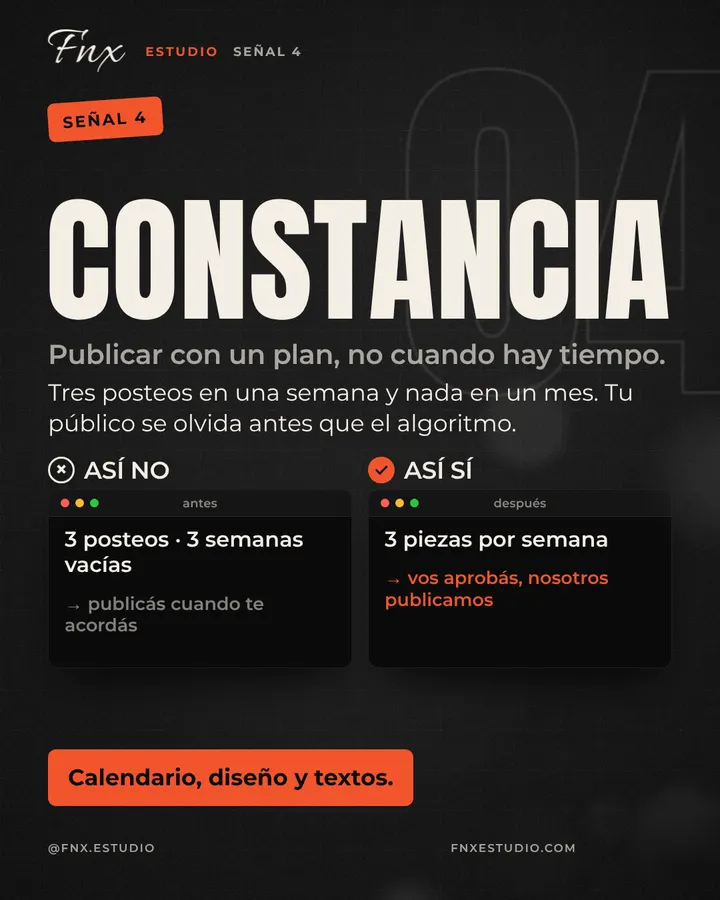 Fnx ESTUDIO SEÑAL 4
SEÑAL 4
04
CONSTANCIA
Publicar con un plan, no cuando hay tiempo.
Tres posteos en una semana y nada en un mes. Tu
público se olvida antes que el algoritmo.
ASÍ NO
antes
3 posteos · 3 semanas
vacías
→ publicás cuando te
acordás
ASÍ SÍ
después
3 piezas por semana
→ vos aprobás, nosotros
publicamos
Calendario, diseño y textos.
@FNX.ESTUDIO
FNXESTUDIO.COM